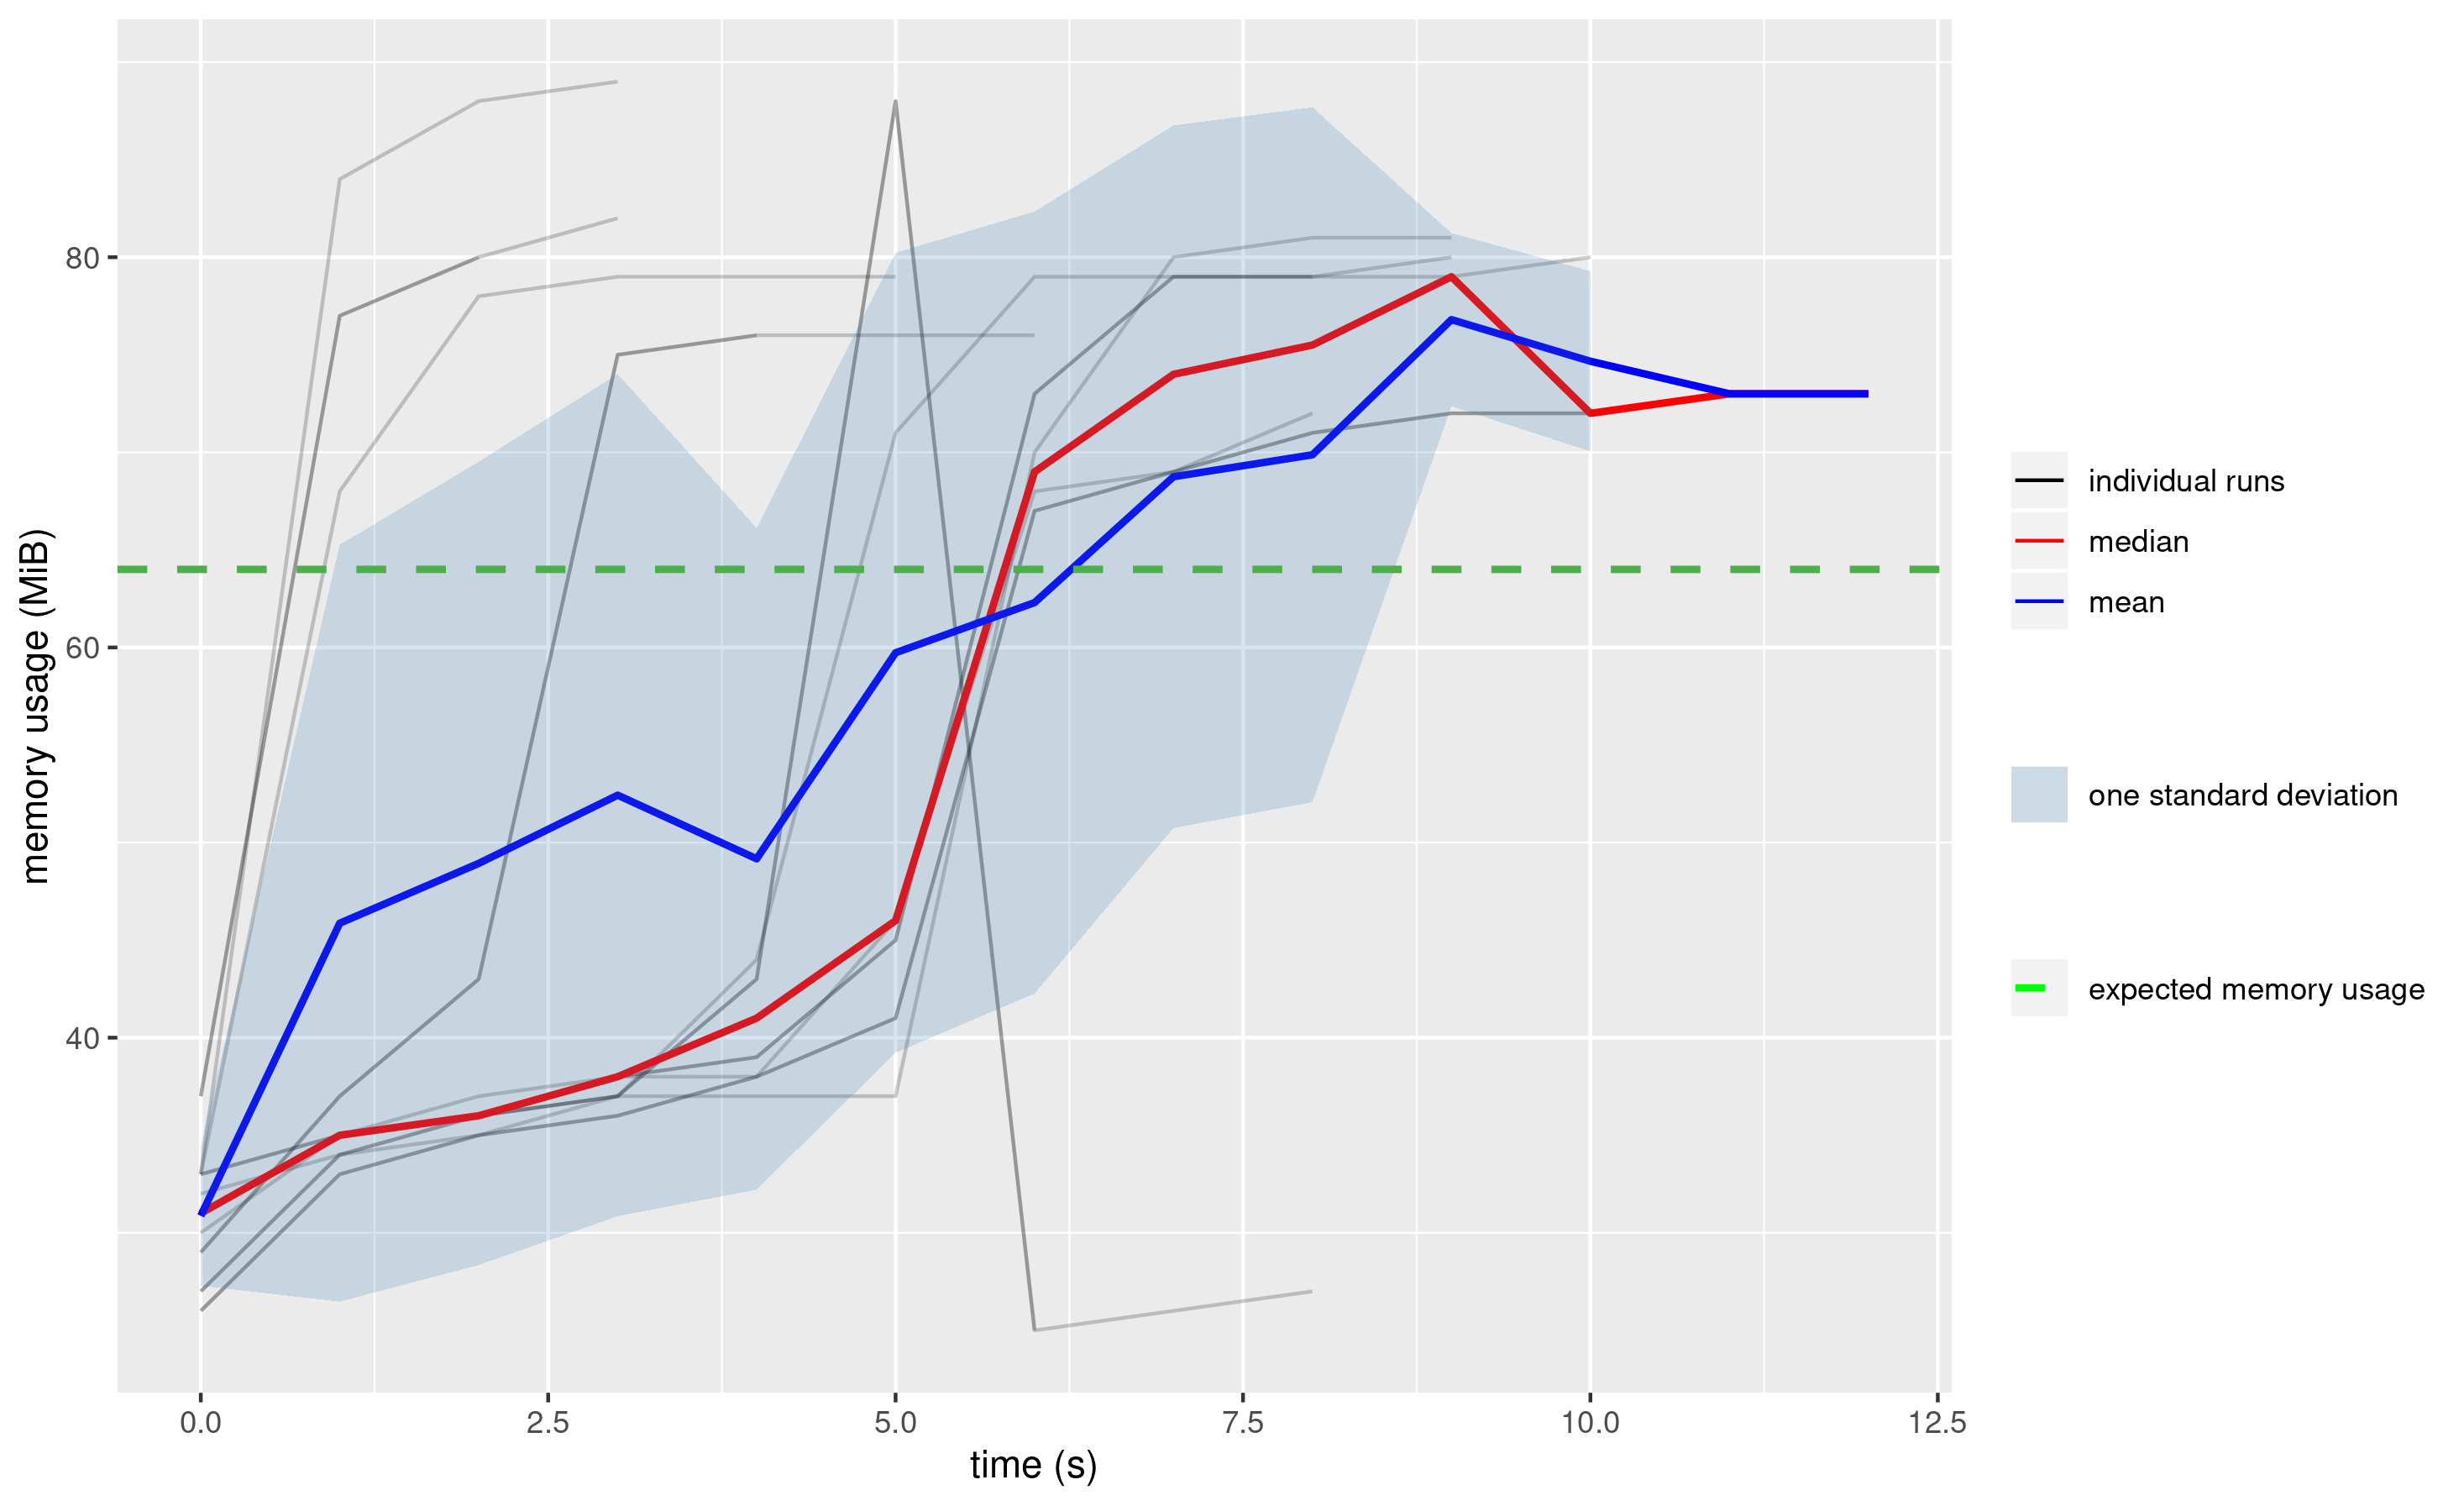 80
60
40
memory usage (MiB)
0.0
2.5
5.0
7.5
10.0
12.5
time (s)
individual runs
median
mean
one standard deviation
expected memory usage